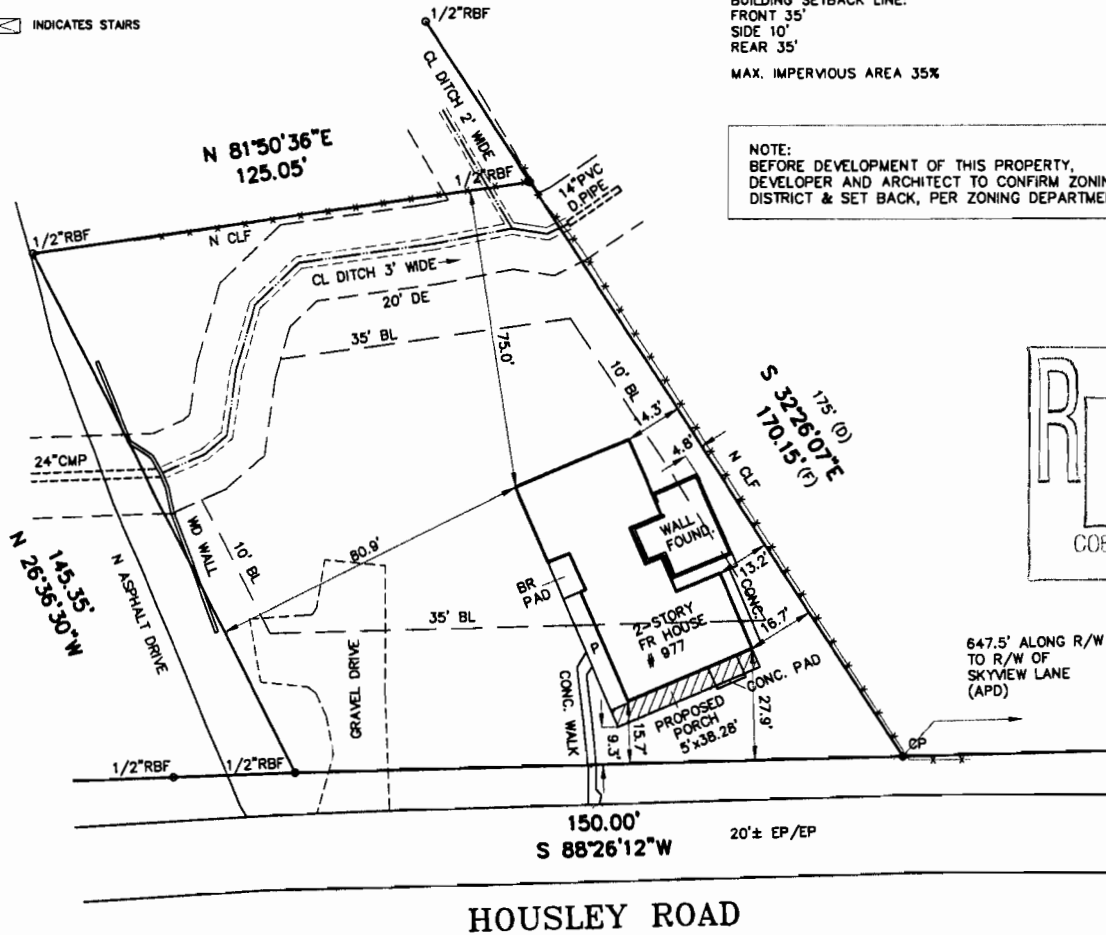 INDICATES STAIRS
1/2"RBF
BUILDING SETBACK LINE:
FRONT 35'
SIDE 10'
REAR 35'
MAX. IMPERVIOUS AREA 35%
NOTE:
BEFORE DEVELOPMENT OF THIS PROPERTY,
DEVELOPER AND ARCHITECT TO CONFIRM ZONIN
DISTRICT & SET BACK, PER ZONING DEPARTME
CL DITCH 2' WIDE
N 81°50'36"E
125.05'
1/2"RBF
14"PVC
D.PIPE
1/2"RBF
N CLF
CL DITCH 3' WIDE
20' DE
35' BL
75.0'
10' BL
175' (D)
S 32°26'07"E
170.15' (F)
R
COB
4.3'
4.8'
N CLF
24"CMP
WD WALL
10' BL
80.9'
WALL
FOUND.
N 26°36'30"W
145.35'
N ASPHALT DRIVE
BR
PAD
13.2'
CONC.
16.7'
35' BL
2-STORY
FR HOUSE
# 977
P
GRAVEL DRIVE
CONC. WALK
CONC. PAD
PROPOSED
PORCH
5'x38.28'
9.3'
15.7'
27.9'
647.5' ALONG R/W
TO R/W OF
SKYVIEW LANE
(APD)
CP
1/2"RBF
1/2"RBF
150.00'
S 88°26'12"W
20'± EP/EP
HOUSLEY ROAD